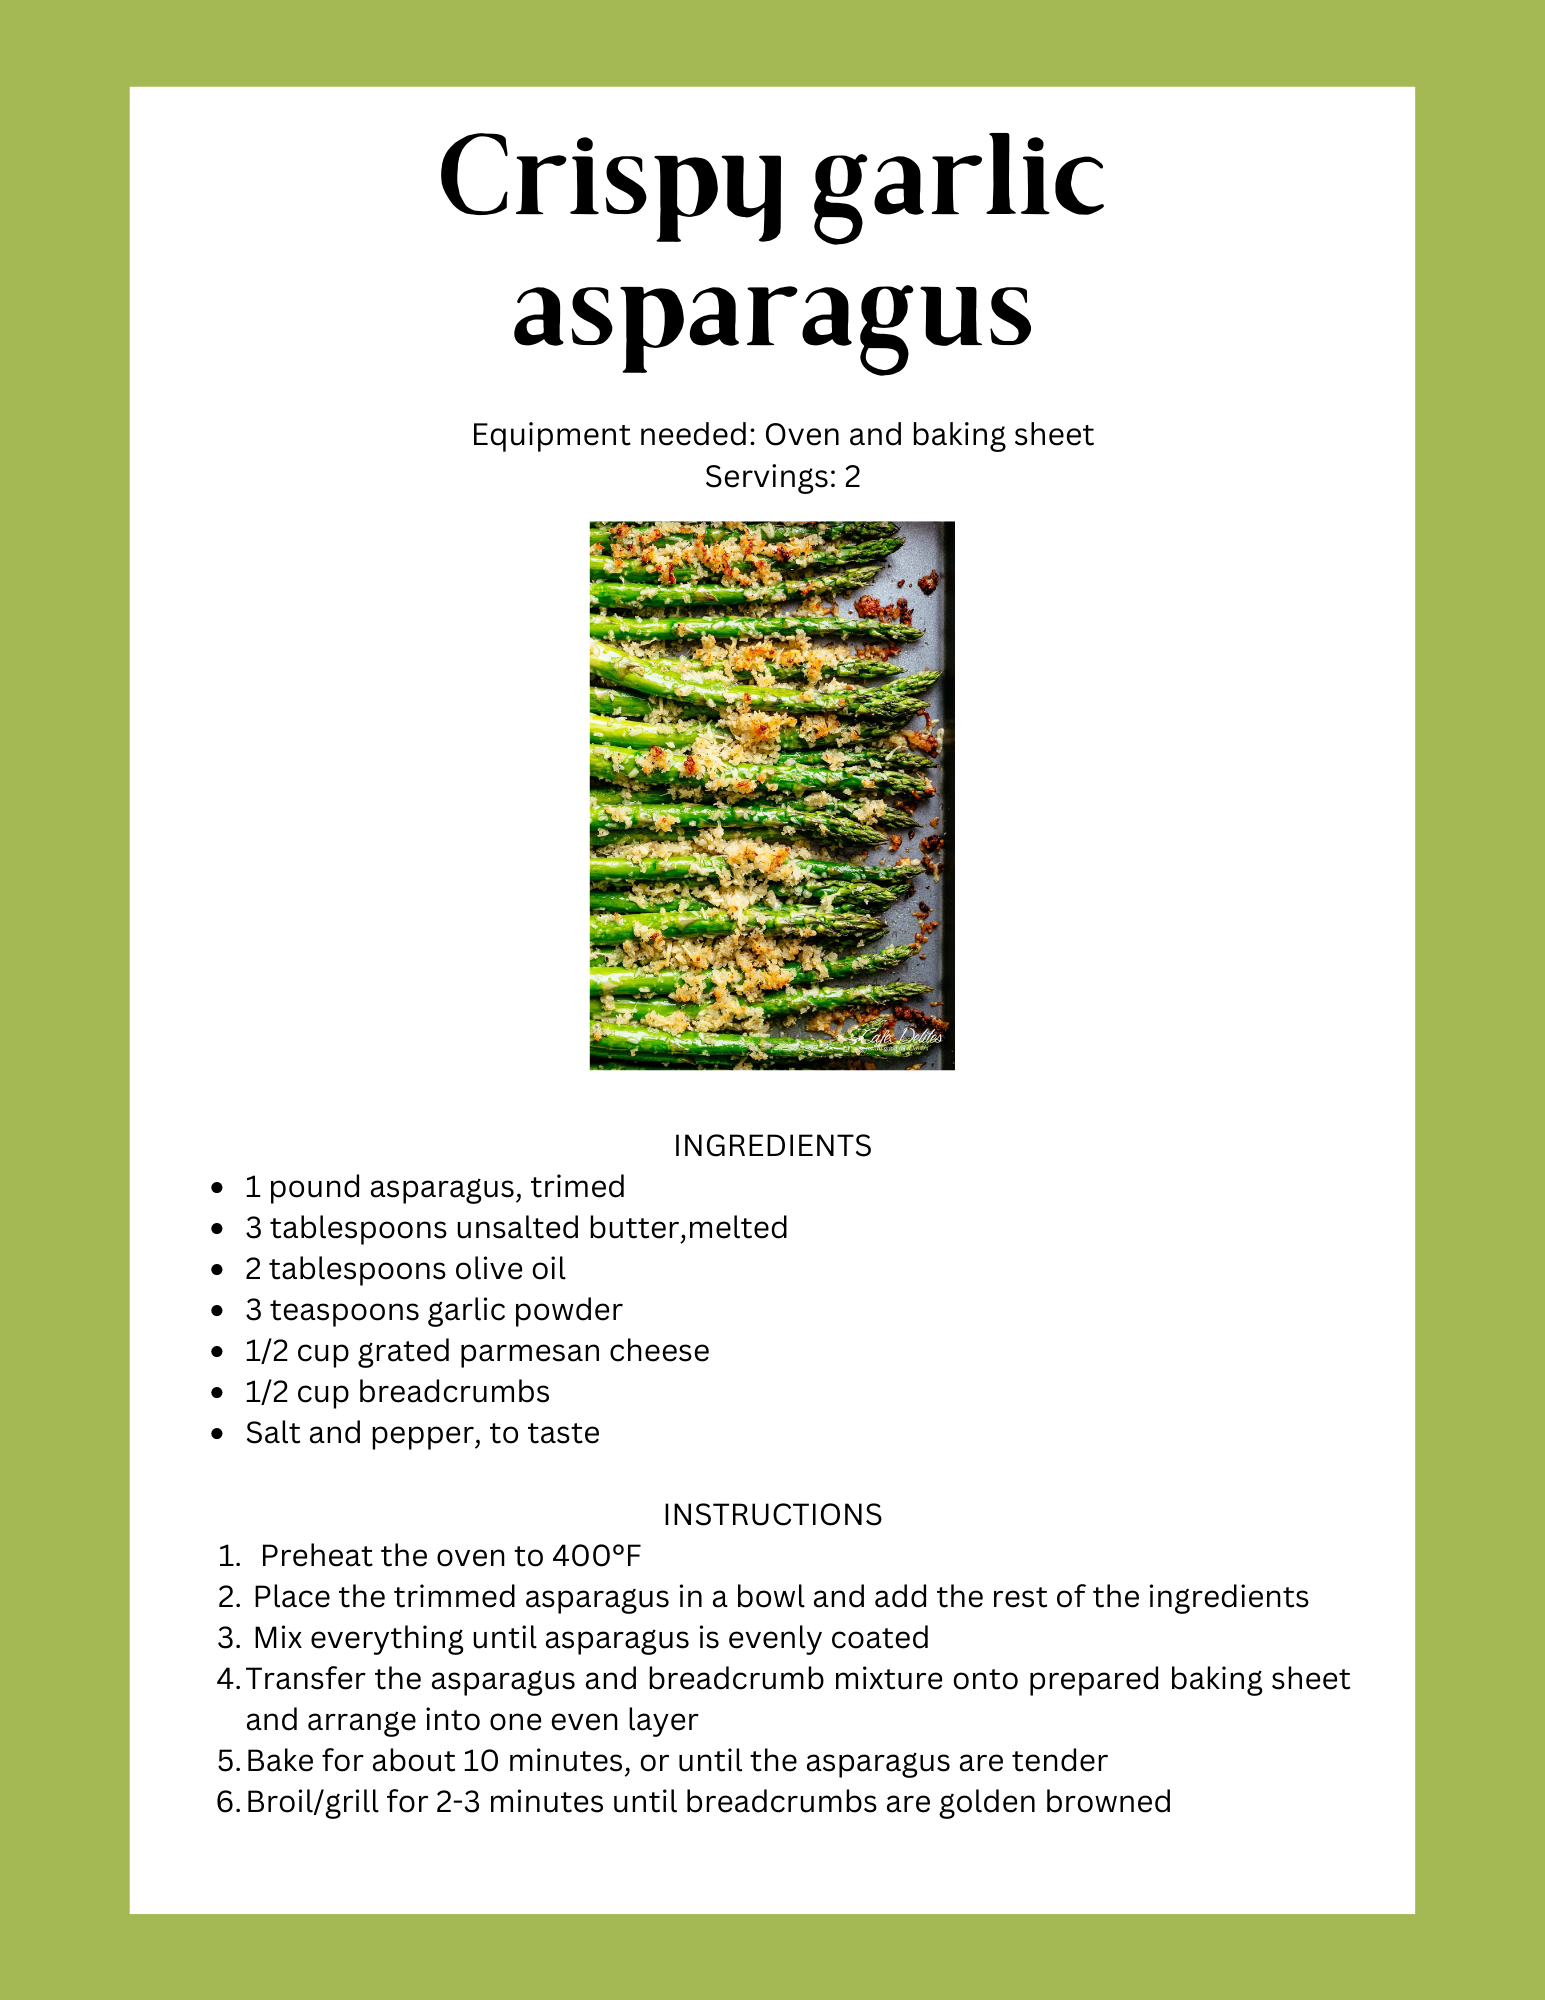 Crispy garlic
asparagus
Equipment needed: Oven and baking sheet
Servings: 2
Cafe Delites
INGREDIENTS
• 1 pound asparagus, trimed
• 3 tablespoons unsalted butter,melted
• 2 tablespoons olive oil
• 3 teaspoons garlic powder
• 1/2 cup grated parmesan cheese
• 1/2 cup breadcrumbs
• Salt and pepper, to taste
INSTRUCTIONS
1. Preheat the oven to 400°F
2. Place the trimmed asparagus in a bowl and add the rest of the ingredients
3. Mix everything until asparagus is evenly coated
4. Transfer the asparagus and breadcrumb mixture onto prepared baking sheet
and arrange into one even layer
5. Bake for about 10 minutes, or until the asparagus are tender
6. Broil/grill for 2-3 minutes until breadcrumbs are golden browned